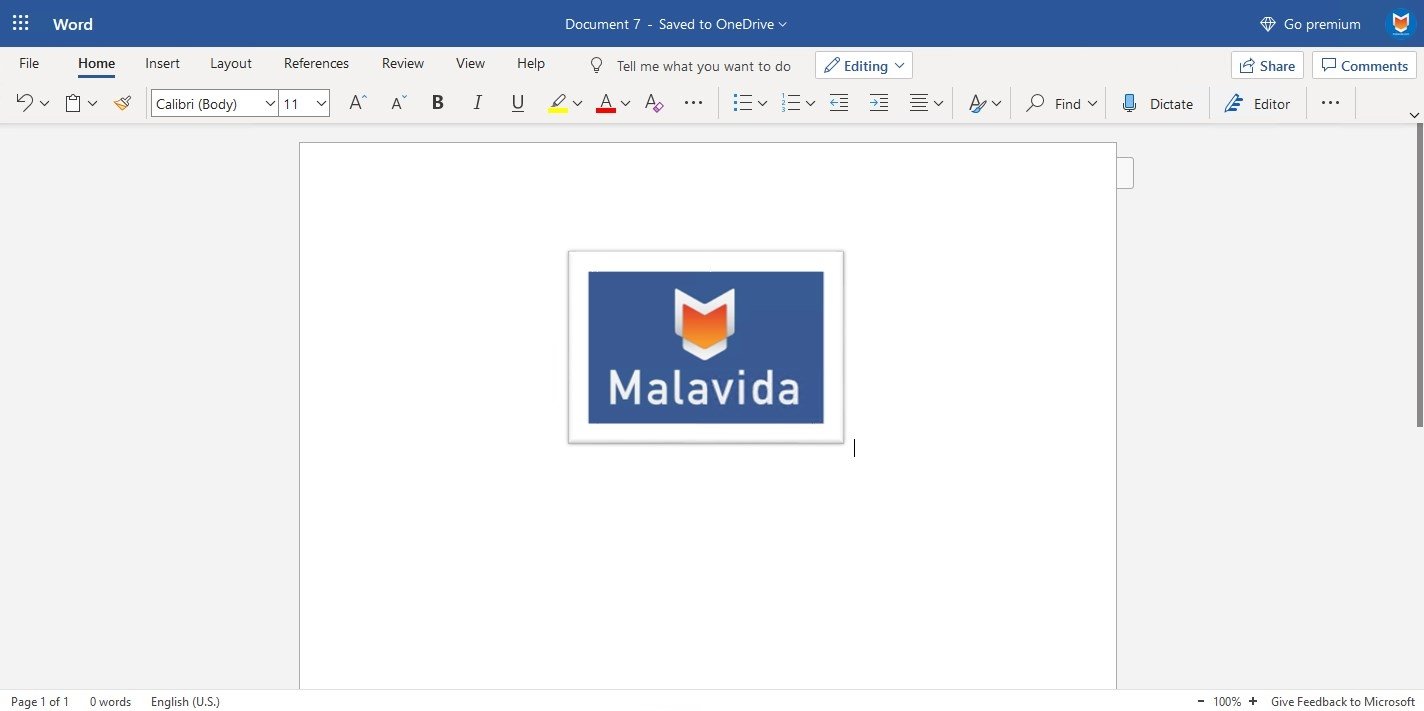 Word
Document 7 - Saved to OneDrive
Go premium
File Home Insert Layout References Review View Help Tell me what you want to do Editing Share Comments
Calibri (Body) 11 A A B I U A A Find Dictate Editor
Malavida
Page 1 of 1 0 words English (U.S.) - 100% + Give Feedback to Microsoft